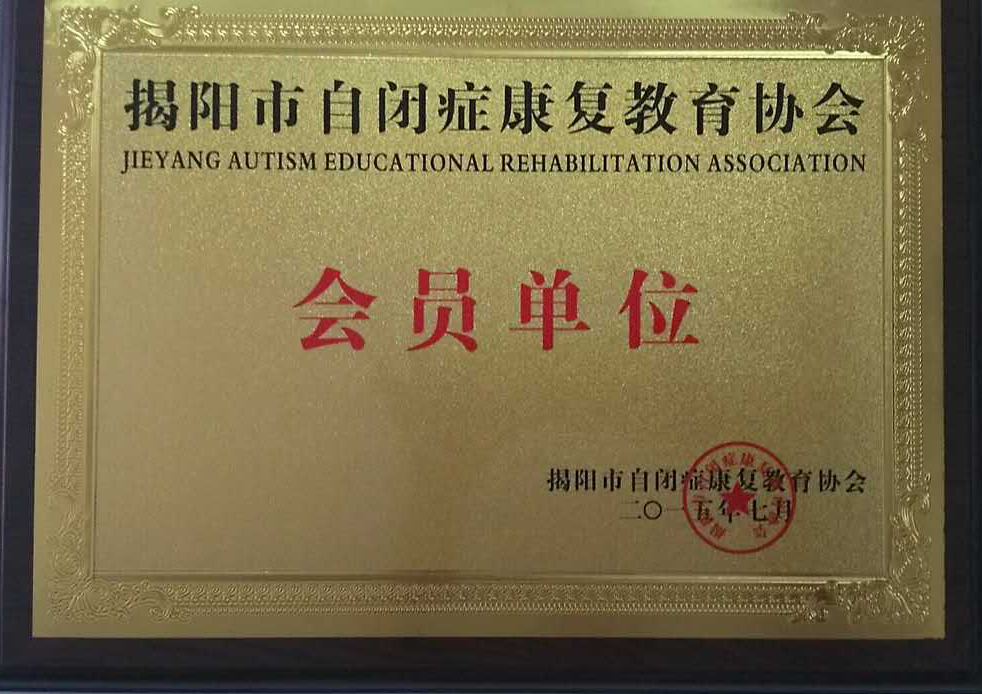 揭阳市自闭症康复教育协会
JIEYANG AUTISM EDUCATIONAL REHABILITATION ASSOCIATION
会员单位
揭阳市自闭症康复教育协会
二〇一五年七月